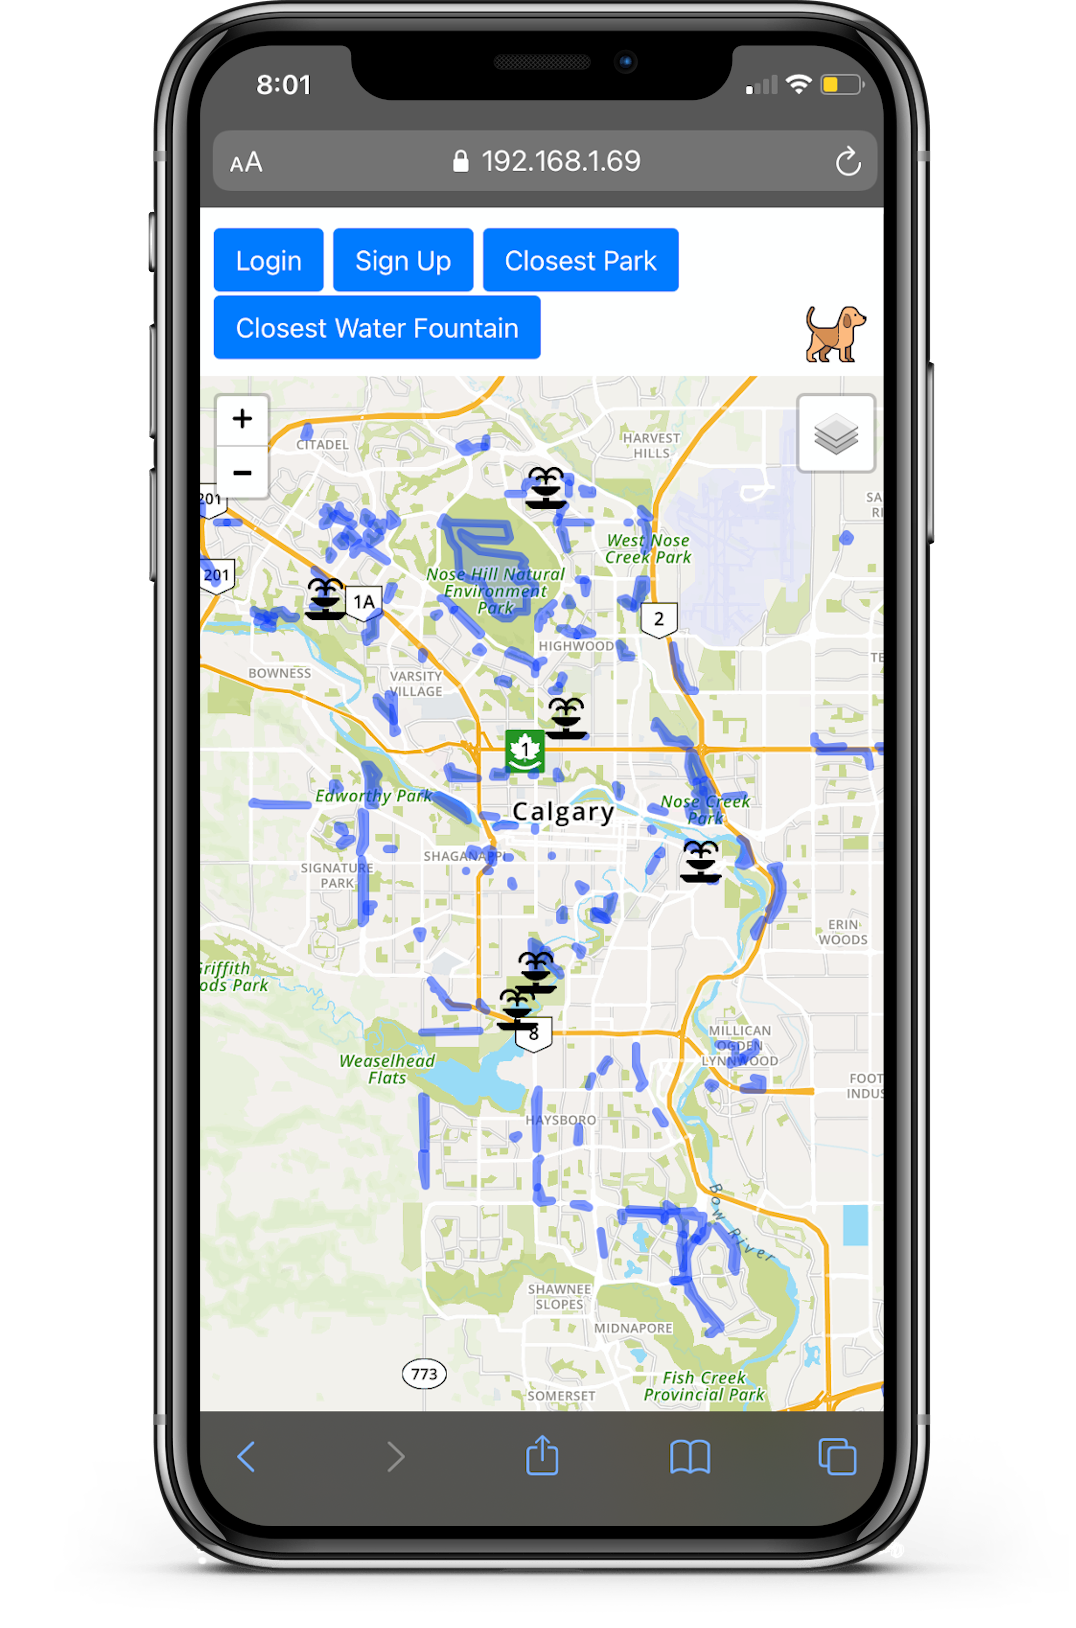 8:01
AA
192.168.1.69
Login
Sign Up
Closest Park
Closest Water Fountain
+
−
CITADEL
HARVEST
HILLS
201
SA
201
West Nose
Creek Park
Nose Hill Natural
Environment
Park
1A
2
HIGHWOOD
TE
BOWNESS
VARSITY
VILLAGE
1
Edworthy Park
Calgary
Nose Creek
Park
SHAGANAPPI
SIGNATURE
PARK
ERIN
WOODS
Griffith
ods Park
8
MILLICAN
OGDEN
LYNNWOOD
Weaselhead
Flats
FOOT
INDUS
HAYSBORO
Bow River
SHAWNEE
SLOPES
MIDNAPORE
773
Fish Creek
Provincial Park
SOMERSET